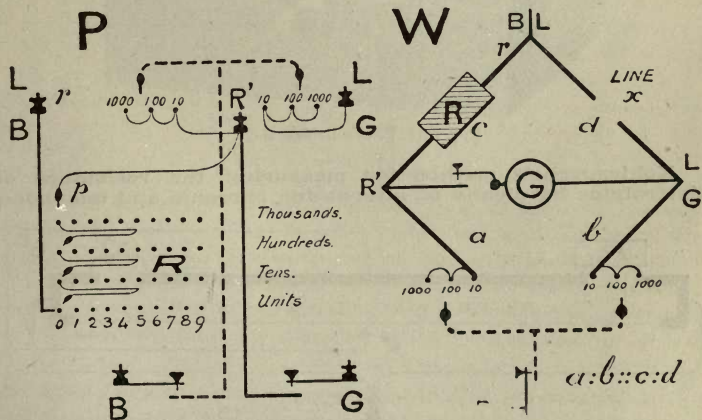 P
L
r
B
1000 100 10
R'
10 100 1000
L
G
p
Thousands.
Hundreds.
R
Tens.
Units
0 1 2 3 4 5 6 7 8 9
B
G
W
B L
r
LINE
x
R
c
d
R'
G
L
G
a
b
1000 100 10
10 100 1000
a:b::c:d